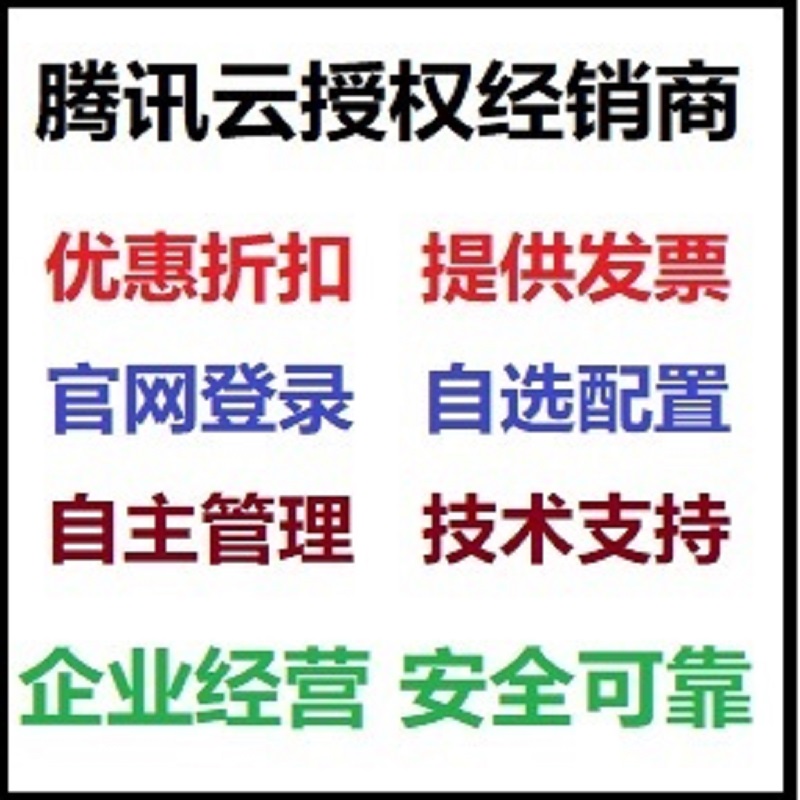 腾讯云授权经销商
优惠折扣 提供发票
官网登录 自选配置
自主管理 技术支持
企业经营 安全可靠